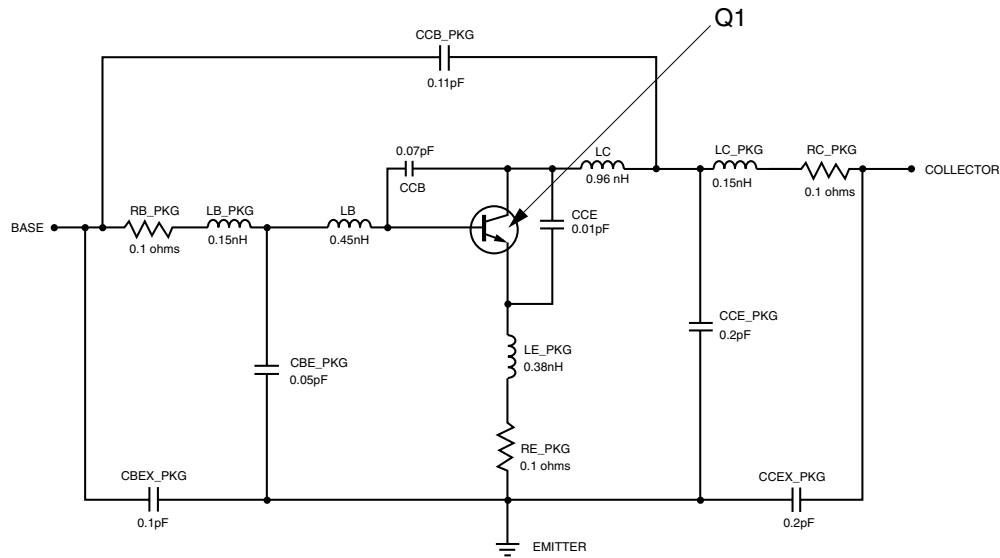 Q1
CCB_PKG
0.11pF
0.07pF
CCB
LC
0.96 nH
LC_PKG
0.15nH
RC_PKG
0.1 ohms
COLLECTOR
BASE
RB_PKG
0.1 ohms
LB_PKG
0.15nH
LB
0.45nH
CCE
0.01pF
CCE_PKG
0.2pF
LE_PKG
0.38nH
CBE_PKG
0.05pF
RE_PKG
0.1 ohms
CBEX_PKG
0.1pF
CCEX_PKG
0.2pF
EMITTER